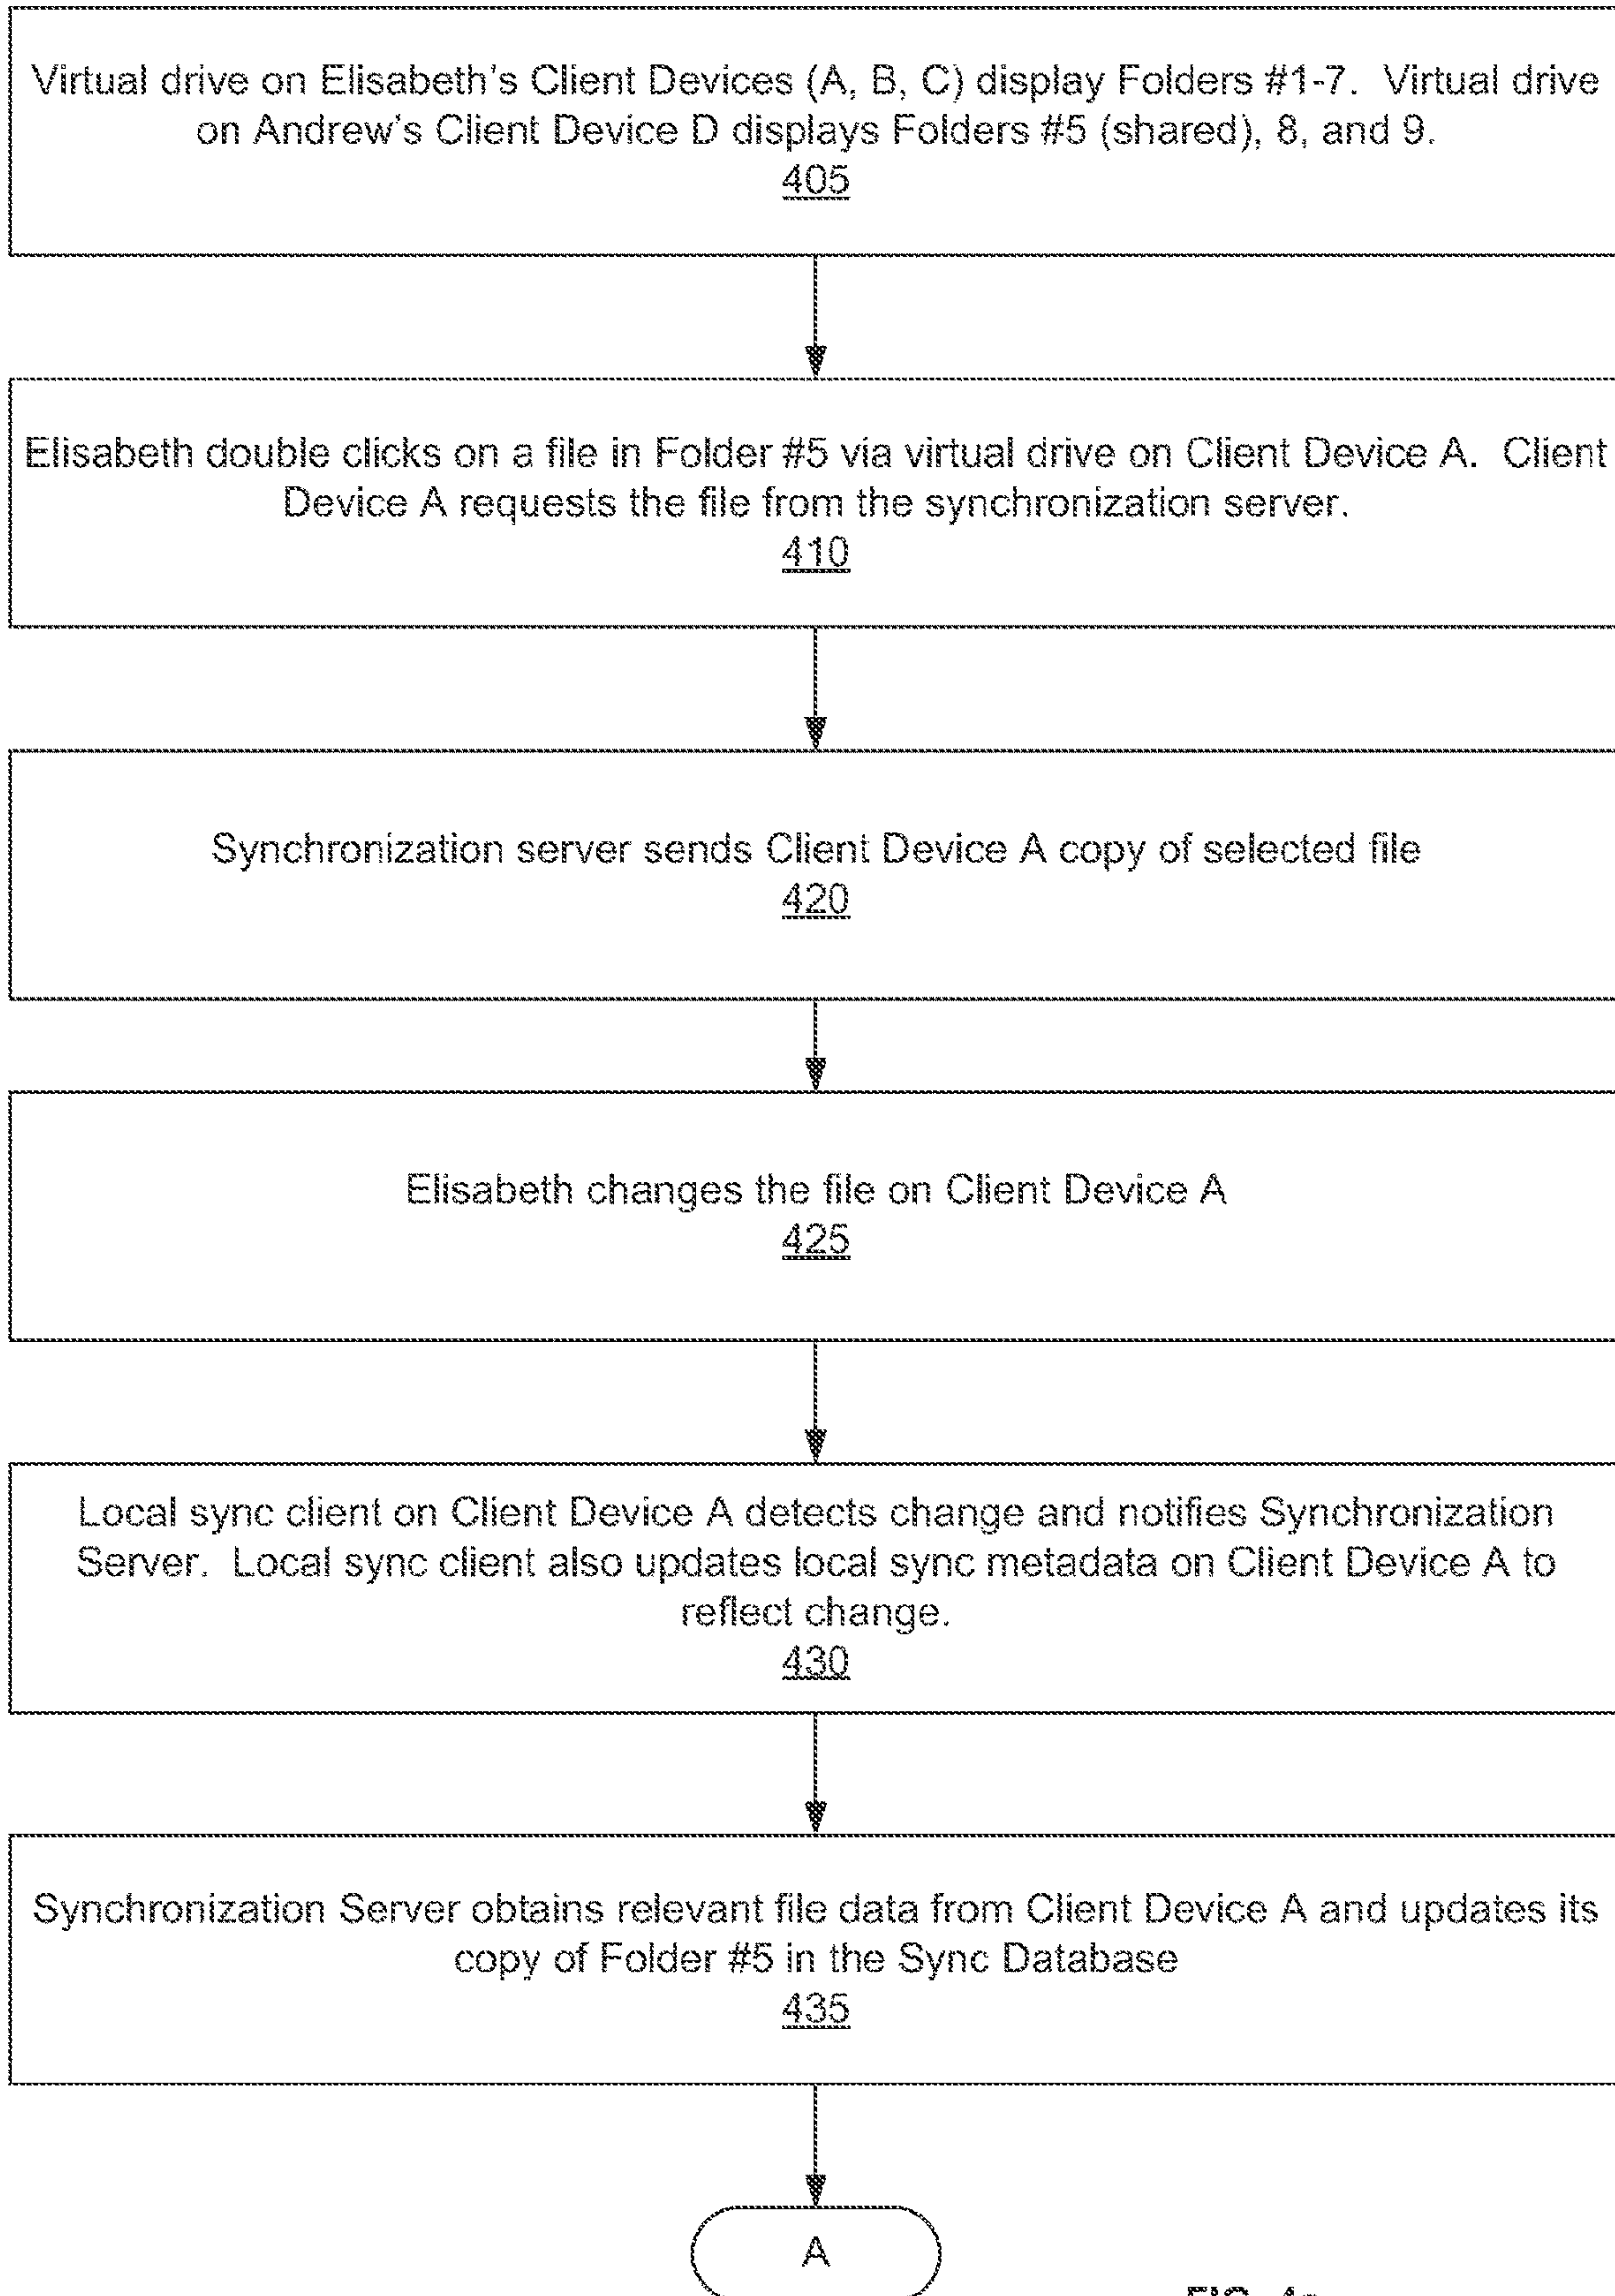 Virtual drive on Elisabeth's Client Devices (A, B, C) display Folders #1-7.  Virtual drive
on Andrew's Client Device D displays Folders #5 (shared), 8, and 9.
405
Elisabeth double clicks on a file in Folder #5 via virtual drive on Client Device A.  Client
Device A requests the file from the synchronization server.
410
Synchronization server sends Client Device A copy of selected file
420
Elisabeth changes the file on Client Device A
425
Local sync client on Client Device A detects change and notifies Synchronization
Server.  Local sync client also updates local sync metadata on Client Device A to
reflect change.
430
Synchronization Server obtains relevant file data from Client Device A and updates its
copy of Folder #5 in the Sync Database
435
A